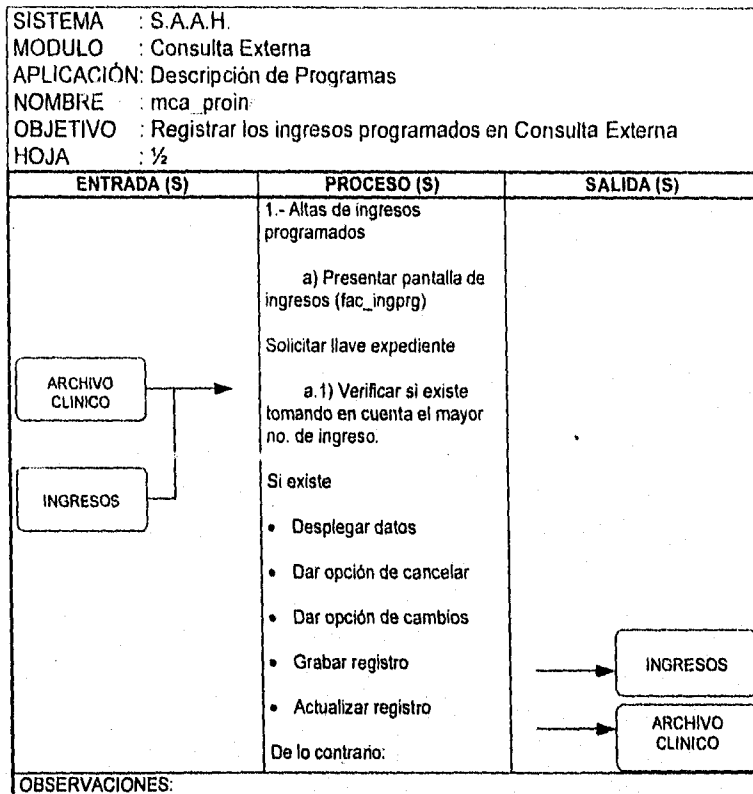 SISTEMA : S.A.A.H.
MODULO : Consulta Externa
APLICACIÓN: Descripción de Programas
NOMBRE : mca_proin
OBJETIVO : Registrar los ingresos programados en Consulta Externa
HOJA : ½
ENTRADA (S) PROCESO (S) SALIDA (S)
1.- Altas de ingresos
programados
a) Presentar pantalla de
ingresos (fac_ingprg)
Solicitar llave expediente
ARCHIVO
CLINICO
a.1) Verificar si existe
tomando en cuenta el mayor
no. de ingreso.
INGRESOS
Si existe
• Desplegar datos
• Dar opción de cancelar
• Dar opción de cambios
• Grabar registro
INGRESOS
• Actualizar registro
ARCHIVO
CLINICO
De lo contrario:
OBSERVACIONES: